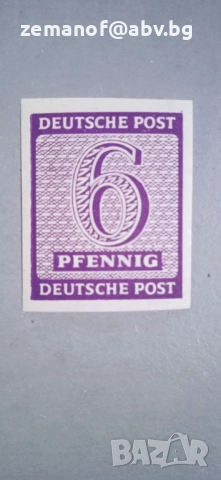 zemanof@abv.bg
DEUTSCHE POST
6
PFENNIG
DEUTSCHE POST
BAZAR